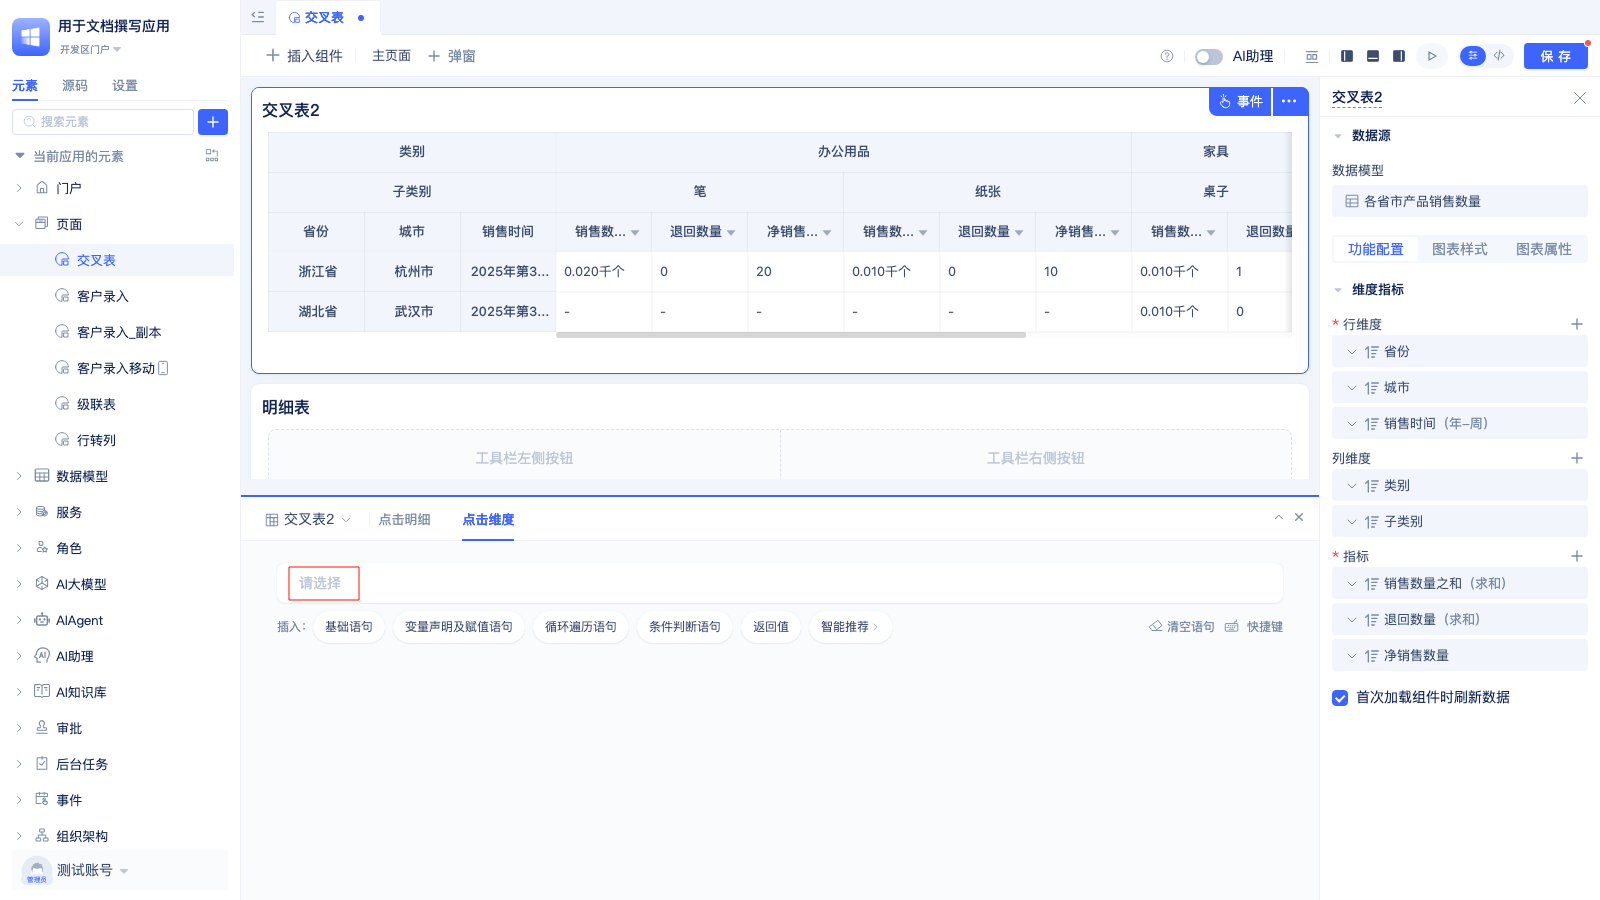 用于文档撰写应用
开发区门户
元素 源码 设置
搜索元素
当前应用的元素
门户
页面
交叉表
客户录入
客户录入_副本
客户录入移动
级联表
行转列
数据模型
服务
角色
AI大模型
AIAgent
AI助理
AI知识库
审批
后台任务
事件
组织架构
测试账号
管理员
交叉表
插入组件 主页面 弹窗
AI助理
保存
交叉表2
事件
类别 办公用品 家具
子类别 笔 纸张 桌子
省份 城市 销售时间 销售数... 退回数量 净销售... 销售数... 退回数量 净销售... 销售数... 退回数量
浙江省 杭州市 2025年第3... 0.020千个 0 20 0.010千个 0 10 0.010千个 1
湖北省 武汉市 2025年第3... - - - - - - 0.010千个 0
明细表
工具栏左侧按钮 工具栏右侧按钮
交叉表2 点击明细 点击维度
请选择
插入: 基础语句 变量声明及赋值语句 循环遍历语句 条件判断语句 返回值 智能推荐 清空语句 快捷键
交叉表2
数据源
数据模型
各省市产品销售数量
功能配置 图表样式 图表属性
维度指标
* 行维度
省份
城市
销售时间（年-周）
列维度
类别
子类别
* 指标
销售数量之和（求和）
退回数量（求和）
净销售数量
首次加载组件时刷新数据